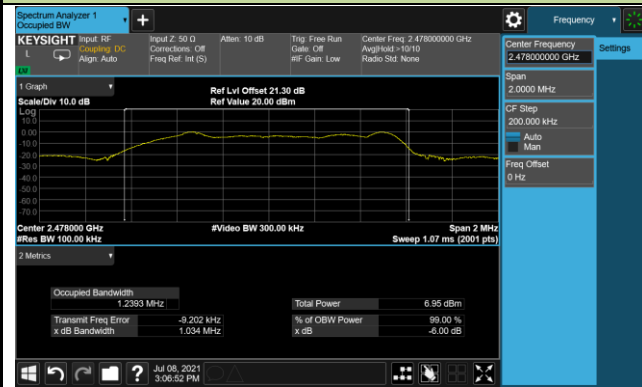 Spectrum Analyzer 1
Occupied BW
+
Frequency
KEYSIGHT
L
Input: RF
Coupling: DC
Align: Auto
Input Z: 50 Ω
Corrections: Off
Freq Ref: Int (S)
Atten: 10 dB
Trig: Free Run
Gate: Off
#IF Gain: Low
Center Freq: 2.478000000 GHz
Avg|Hold:>10/10
Radio Std: None
1 Graph
Scale/Div 10.0 dB
Ref Lvl Offset 21.30 dB
Ref Value 20.00 dBm
Log
10.0
0.00
-10.0
-20.0
-30.0
-40.0
-50.0
-60.0
-70.0
Center 2.478000 GHz
#Res BW 100.00 kHz
#Video BW 300.00 kHz
Span 2 MHz
Sweep 1.07 ms (2001 pts)
2 Metrics
Occupied Bandwidth
1.2393 MHz
Total Power 6.95 dBm
Transmit Freq Error -9.202 kHz
% of OBW Power 99.00 %
x dB Bandwidth 1.034 MHz
x dB -6.00 dB
?
Jul 08, 2021
3:06:52 PM
Center Frequency
2.478000000 GHz
Settings
Span
2.0000 MHz
CF Step
200.000 kHz
Auto
Man
Freq Offset
0 Hz